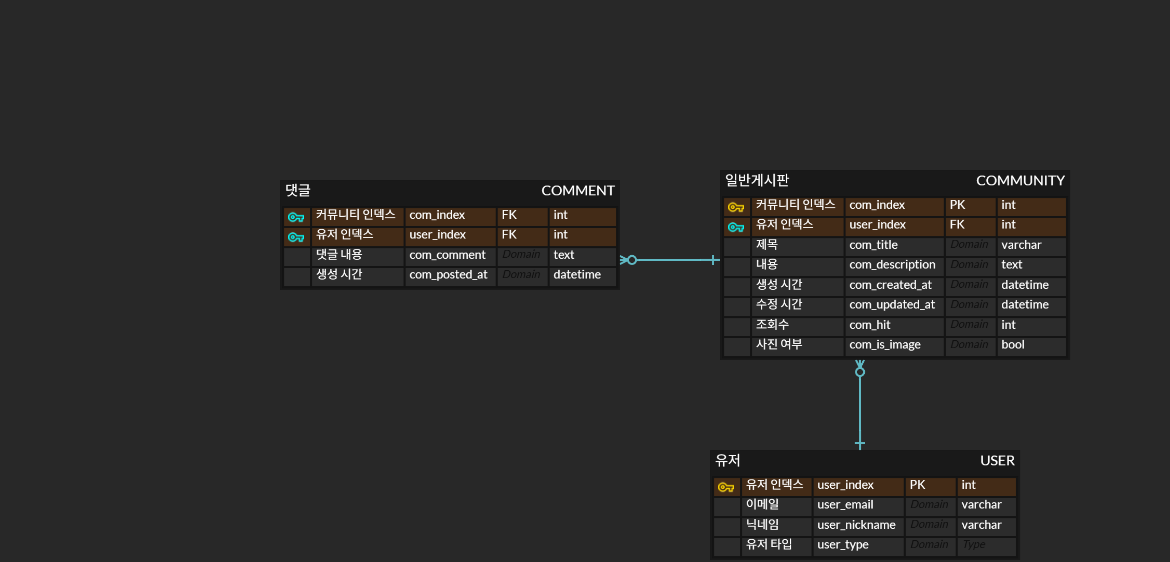 댓글 COMMENT
커뮤니티 인덱스 com_index FK int
유저 인덱스 user_index FK int
댓글 내용 com_comment Domain text
생성 시간 com_posted_at Domain datetime
일반게시판 COMMUNITY
커뮤니티 인덱스 com_index PK int
유저 인덱스 user_index FK int
제목 com_title Domain varchar
내용 com_description Domain text
생성 시간 com_created_at Domain datetime
수정 시간 com_updated_at Domain datetime
조회수 com_hit Domain int
사진 여부 com_is_image Domain bool
유저 USER
유저 인덱스 user_index PK int
이메일 user_email Domain varchar
닉네임 user_nickname Domain varchar
유저 타입 user_type Domain Type